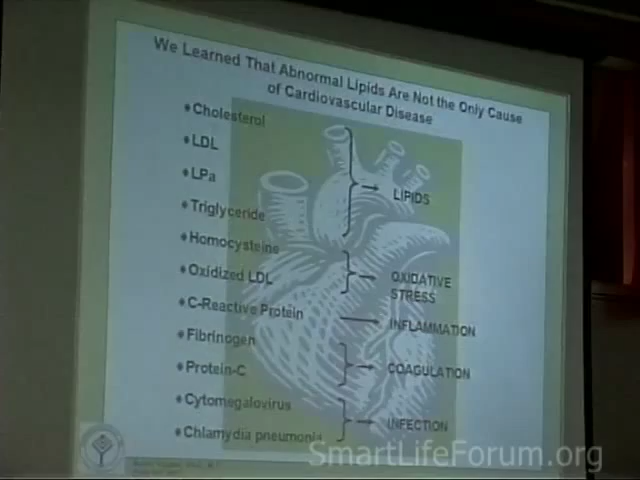 We Learned That Abnormal Lipids Are Not the Only Cause
of Cardiovascular Disease
Cholesterol
LDL
LPa
Triglyceride
Homocysteine
Oxidized LDL
C-Reactive Protein
Fibrinogen
Protein-C
Cytomegalovirus
Chlamydia pneumonia
LIPIDS
OXIDATIVE
STRESS
INFLAMMATION
COAGULATION
INFECTION
SmartLifeForum.org